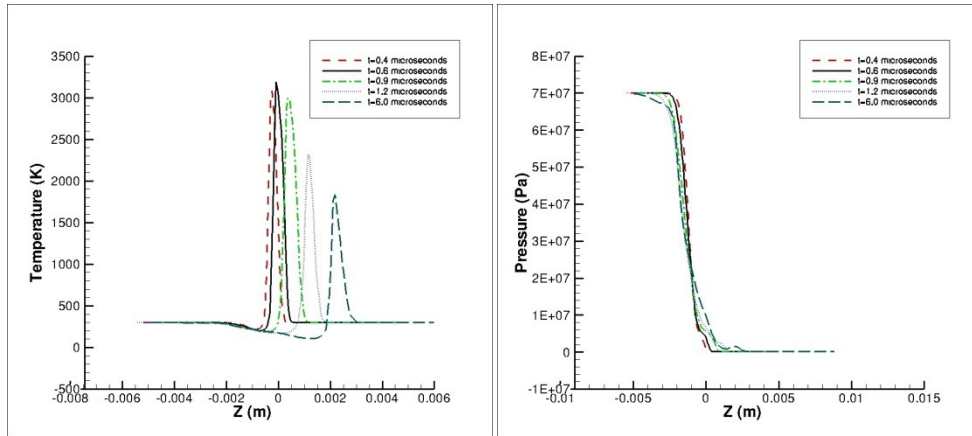 t=0.4 microseconds
t=0.6 microseconds
t=0.9 microseconds
t=1.2 microseconds
t=6.0 microseconds
3500
3000
2500
2000
1500
1000
500
0
-500
Temperature (K)
-0.008 -0.006 -0.004 -0.002 0 0.002 0.004 0.006
Z (m)
t=0.4 microseconds
t=0.6 microseconds
t=0.9 microseconds
t=1.2 microseconds
t=6.0 microseconds
8E+07
7E+07
6E+07
5E+07
4E+07
3E+07
2E+07
1E+07
0
-1E+07
Pressure (Pa)
-0.01 -0.005 0 0.005 0.01 0.015
Z (m)